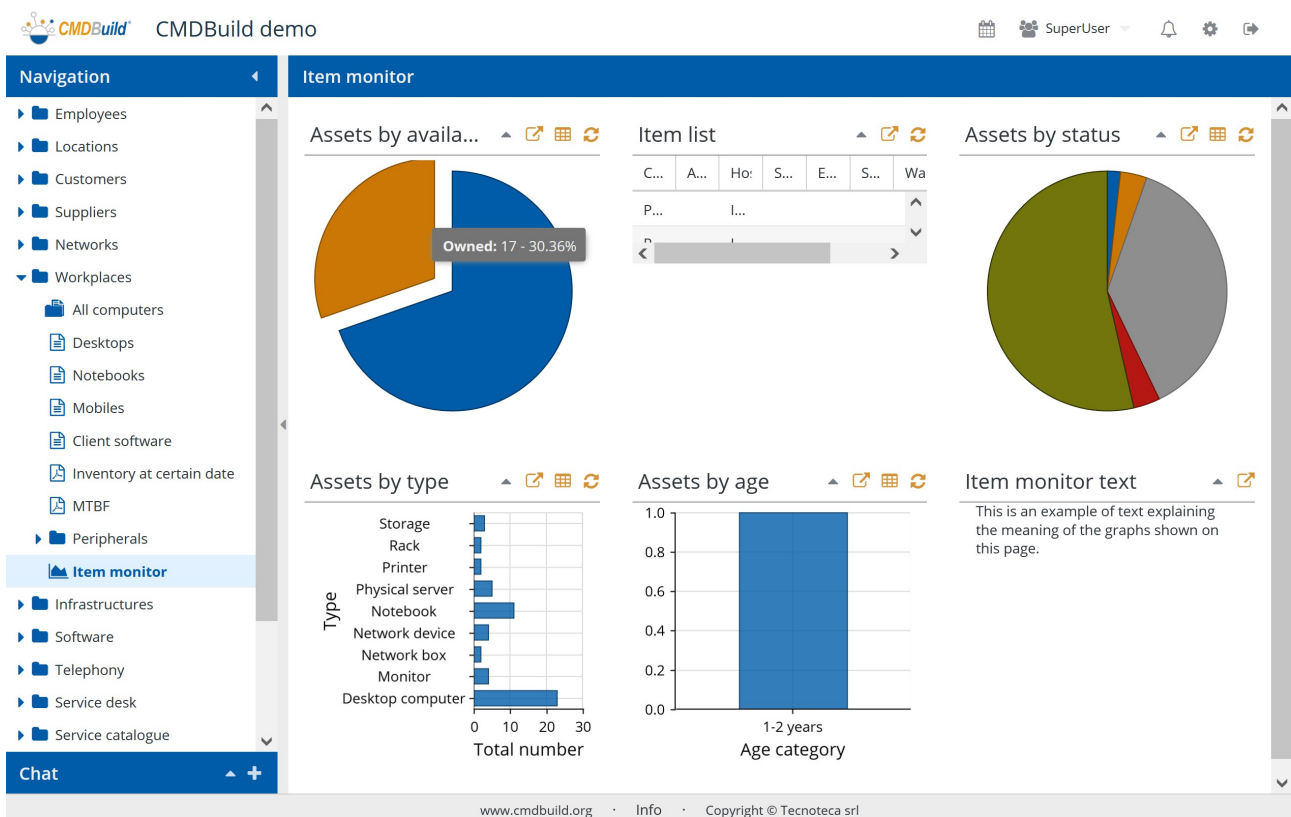 CMDBuild CMDBuild demo SuperUser
Navigation
Employees
Locations
Customers
Suppliers
Networks
Workplaces
All computers
Desktops
Notebooks
Mobiles
Client software
Inventory at certain date
MTBF
Peripherals
Item monitor
Infrastructures
Software
Telephony
Service desk
Service catalogue
Chat
Item monitor
Assets by availa...
Owned: 17 - 30.36%
Item list
C... A... Hos S... E... S... Wa
P... I...
Assets by status
Assets by type
Type
Storage
Rack
Printer
Physical server
Notebook
Network device
Network box
Monitor
Desktop computer
0 10 20 30
Total number
Assets by age
1.0
0.8
0.6
0.4
0.2
0.0
1-2 years
Age category
Item monitor text
This is an example of text explaining
the meaning of the graphs shown on
this page.
www.cmdbuild.org · Info · Copyright © Tecnoteca srl